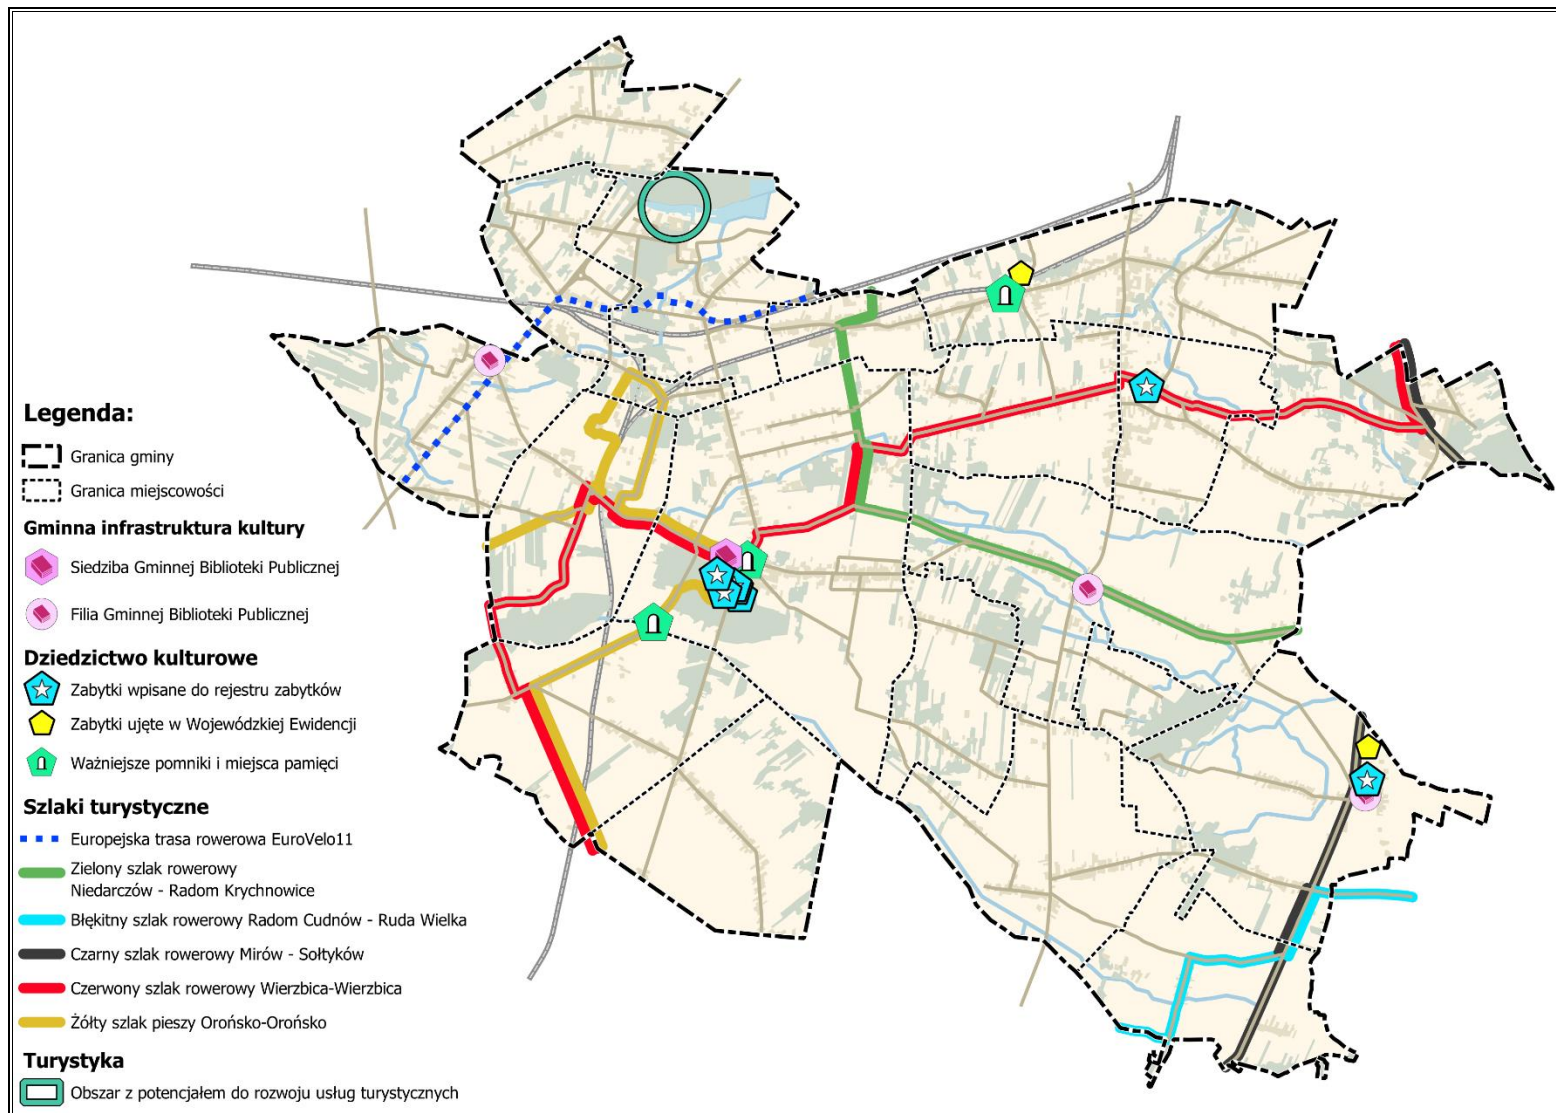 Legenda:
Granica gminy
Granica miejscowości
Gminna infrastruktura kultury
Siedziba Gminnej Biblioteki Publicznej
Filia Gminnej Biblioteki Publicznej
Dziedzictwo kulturowe
Zabytki wpisane do rejestru zabytków
Zabytki ujęte w Wojewódzkiej Ewidencji
Ważniejsze pomniki i miejsca pamięci
Szlaki turystyczne
Europejska trasa rowerowa EuroVelo11
Zielony szlak rowerowy
Niedarczów - Radom Krychnowice
Błękitny szlak rowerowy Radom Cudnów - Ruda Wielka
Czarny szlak rowerowy Mirów - Sołtyków
Czerwony szlak rowerowy Wierzbica-Wierzbica
Żółty szlak pieszy Orońsko-Orońsko
Turystyka
Obszar z potencjałem do rozwoju usług turystycznych